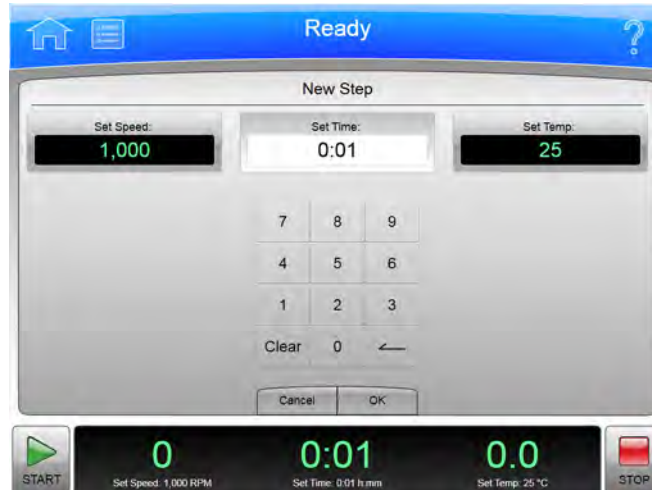 Ready
New Step
Set Speed: Set Time: Set Temp:
1,000 0:01 25
7 8 9
4 5 6
1 2 3
Clear 0
Cancel OK
0 0:01 0.0
START Set Speed: 1,000 RPM Set Time: 0:01 h:mm Set Temp: 25 °C STOP